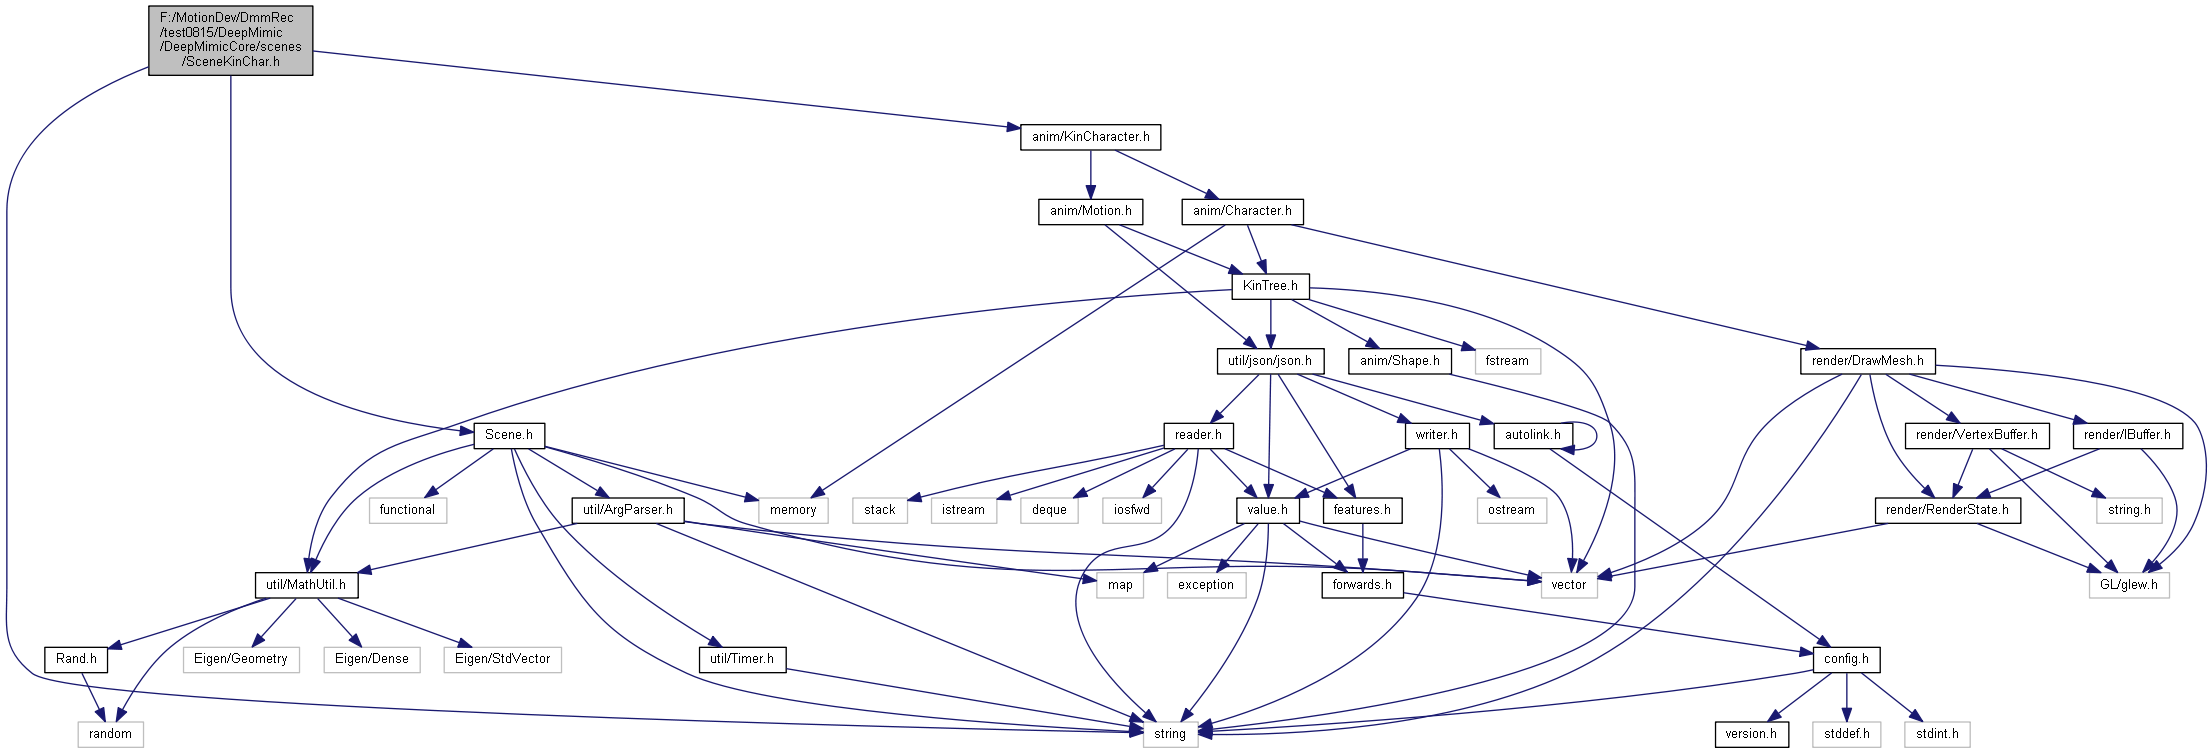 F:/MotionDev/DmmRec
/test0815/DeepMimic
/DeepMimicCore/scenes
/SceneKinChar.h
anim/KinCharacter.h
anim/Motion.h
anim/Character.h
KinTree.h
util/json/json.h
anim/Shape.h
fstream
render/DrawMesh.h
Scene.h
reader.h
writer.h
autolink.h
render/VertexBuffer.h
render/IBuffer.h
functional
util/ArgParser.h
memory
stack
istream
deque
iosfwd
value.h
features.h
ostream
render/RenderState.h
string.h
util/MathUtil.h
map
exception
forwards.h
vector
GL/glew.h
Rand.h
Eigen/Geometry
Eigen/Dense
Eigen/StdVector
util/Timer.h
config.h
random
string
version.h
stddef.h
stdint.h